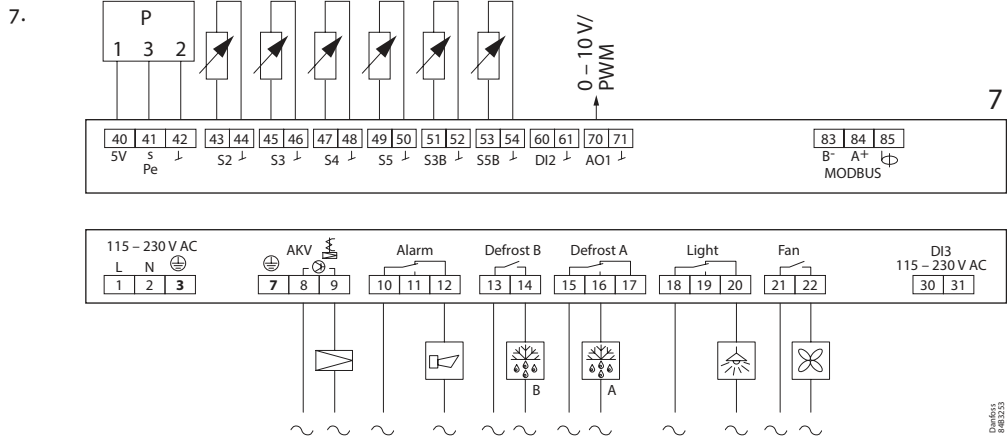 7.
P
1 3 2
0 – 10 V/
PWM
7
40 41 42 43 44 45 46 47 48 49 50 51 52 53 54 60 61 70 71 83 84 85
5V s S2 S3 S4 S5 S3B S5B DI2 AO1 B- A+
Pe MODBUS
115 – 230 V AC AKV Alarm Defrost B Defrost A Light Fan DI3
L N 115 – 230 V AC
1 2 3 7 8 9 10 11 12 13 14 15 16 17 18 19 20 21 22 30 31
B A
Danfoss
84B3253